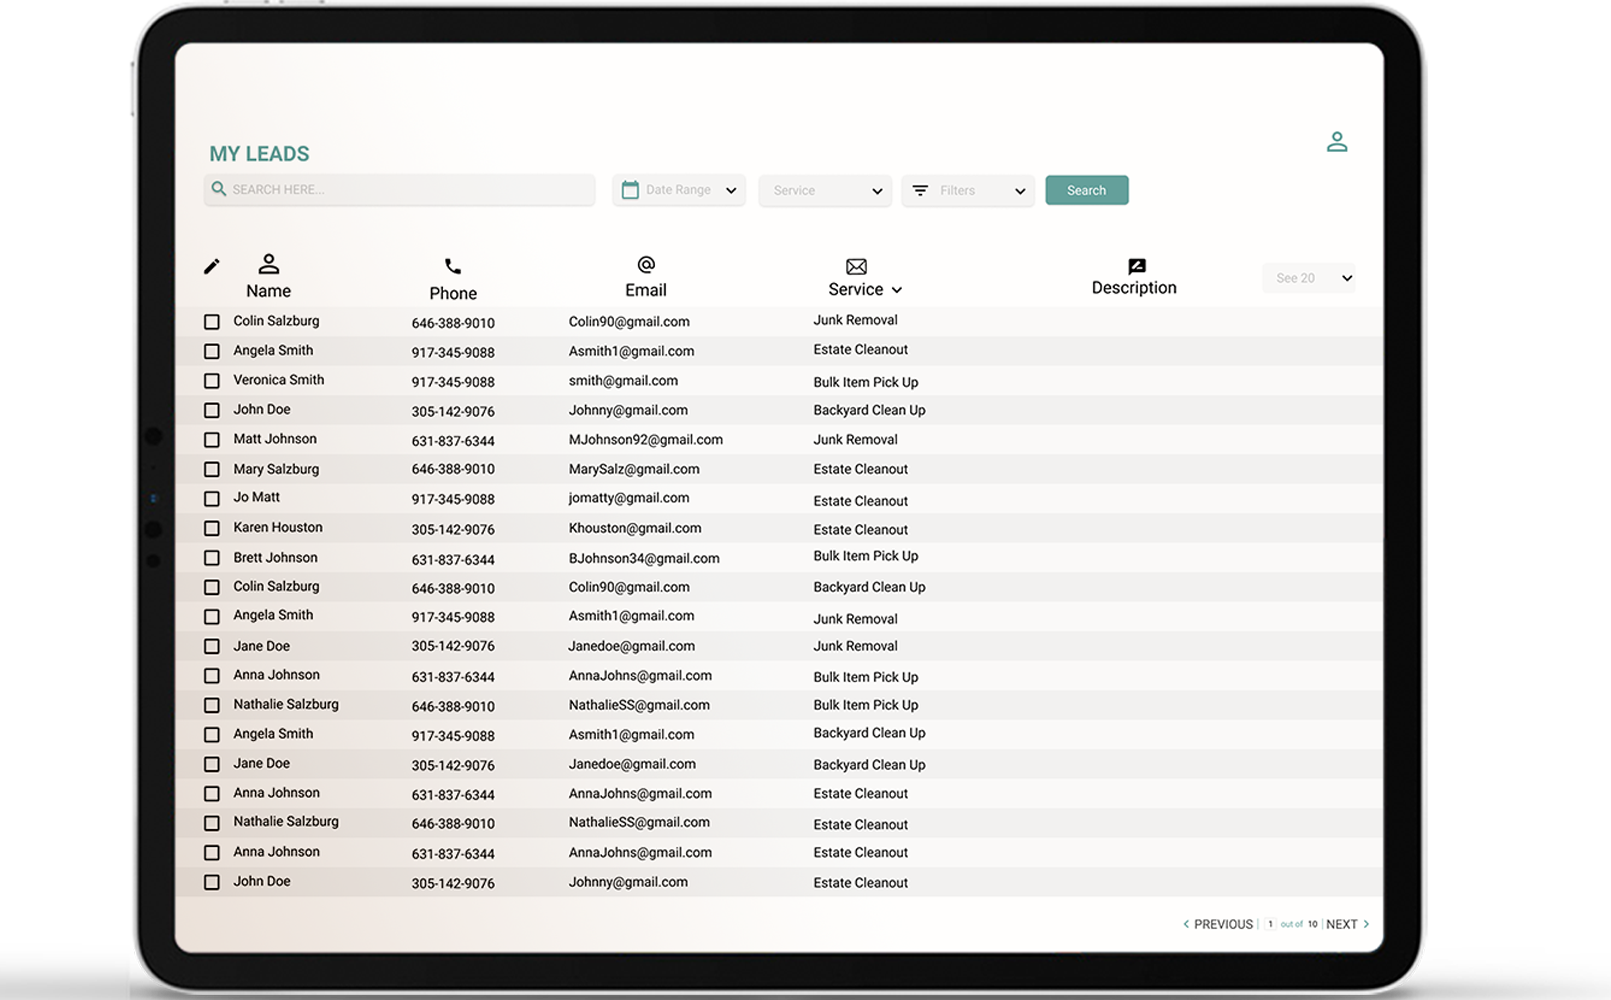 MY LEADS
SEARCH HERE... Date Range Service Filters Search
Name Phone Email Service Description See 20
Colin Salzburg 646-388-9010 Colin90@gmail.com Junk Removal
Angela Smith 917-345-9088 Asmith1@gmail.com Estate Cleanout
Veronica Smith 917-345-9088 smith@gmail.com Bulk Item Pick Up
John Doe 305-142-9076 Johnny@gmail.com Backyard Clean Up
Matt Johnson 631-837-6344 MJohnson92@gmail.com Junk Removal
Mary Salzburg 646-388-9010 MarySalz@gmail.com Estate Cleanout
Jo Matt 917-345-9088 jomatty@gmail.com Estate Cleanout
Karen Houston 305-142-9076 Khouston@gmail.com Estate Cleanout
Brett Johnson 631-837-6344 BJohnson34@gmail.com Bulk Item Pick Up
Colin Salzburg 646-388-9010 Colin90@gmail.com Backyard Clean Up
Angela Smith 917-345-9088 Asmith1@gmail.com Junk Removal
Jane Doe 305-142-9076 Janedoe@gmail.com Junk Removal
Anna Johnson 631-837-6344 AnnaJohns@gmail.com Bulk Item Pick Up
Nathalie Salzburg 646-388-9010 NathalieSS@gmail.com Bulk Item Pick Up
Angela Smith 917-345-9088 Asmith1@gmail.com Backyard Clean Up
Jane Doe 305-142-9076 Janedoe@gmail.com Backyard Clean Up
Anna Johnson 631-837-6344 AnnaJohns@gmail.com Estate Cleanout
Nathalie Salzburg 646-388-9010 NathalieSS@gmail.com Estate Cleanout
Anna Johnson 631-837-6344 AnnaJohns@gmail.com Estate Cleanout
John Doe 305-142-9076 Johnny@gmail.com Estate Cleanout
< PREVIOUS | 1 out of 10 | NEXT >